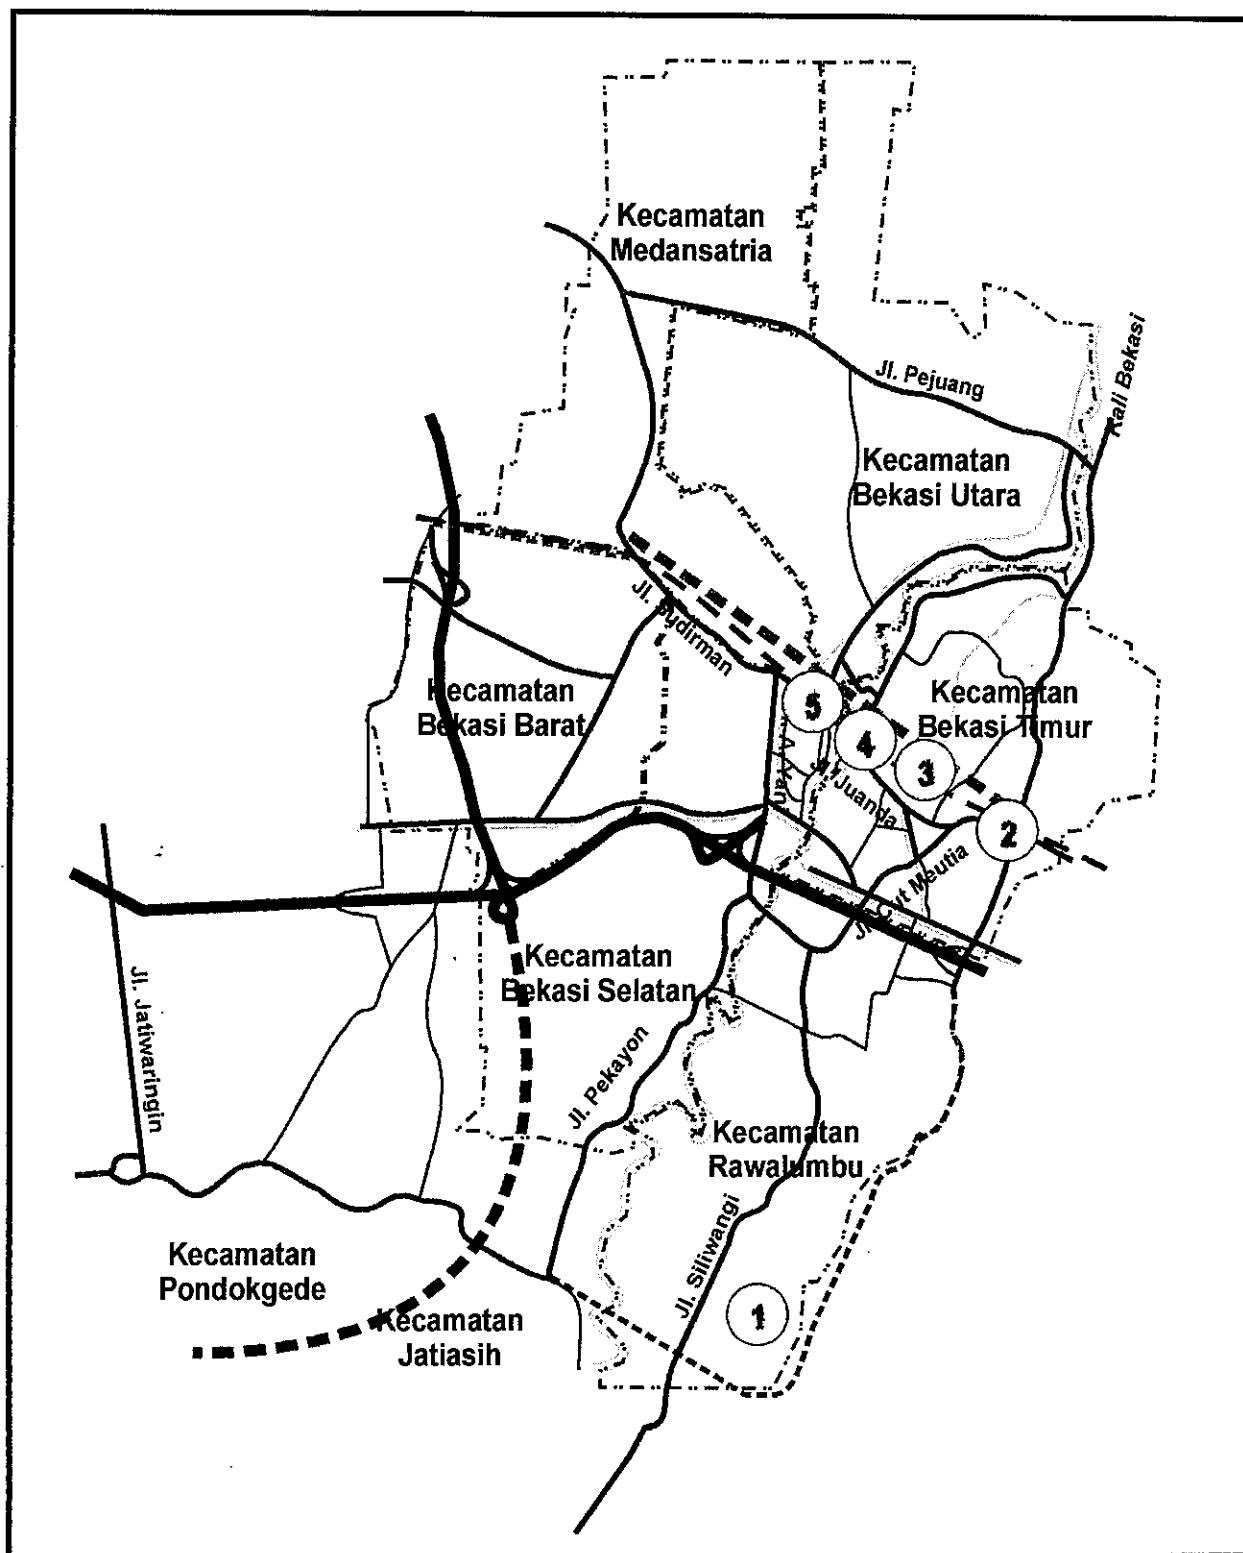 Kecamatan
Medansatria
Jl. Pejuang
Kali Bekasi
Kecamatan
Bekasi Utara
Jl. Sudirman
Kecamatan
Bekasi Barat
Kecamatan
Bekasi Timur
5
4
3
2
Juanda
Jl. Cut Meutia
Kecamatan
Bekasi Selatan
Jl. Jatiwaringin
Jl. Pekayon
Kecamatan
Rawalumbu
Jl. Siliwangi
Kecamatan
Pondokgede
Kecamatan
Jatiasih
1